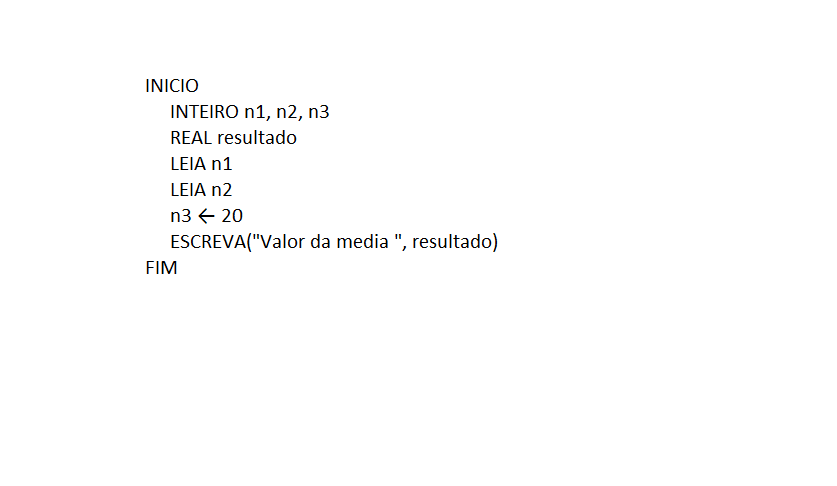 INICIO
INTEIRO n1, n2, n3
REAL resultado
LEIA n1
LEIA n2
n3 ← 20
ESCREVA("Valor da media ", resultado)
FIM